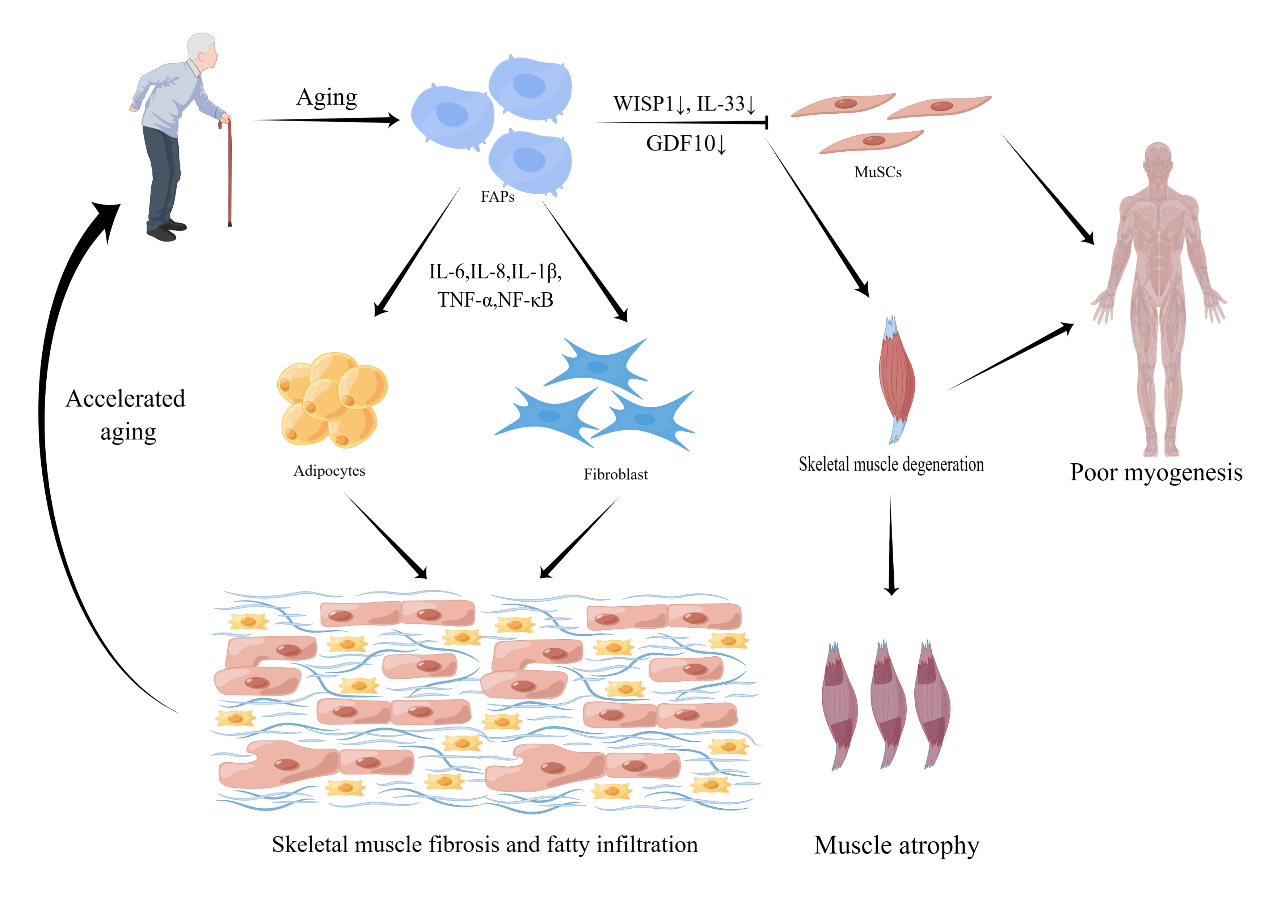 Aging
WISP1↓, IL-33↓
GDF10↓
MuSCs
FAPs
IL-6,IL-8,IL-1β,
TNF-α,NF-κB
Accelerated
aging
Adipocytes
Fibroblast
Skeletal muscle degeneration
Poor myogenesis
Skeletal muscle fibrosis and fatty infiltration
Muscle atrophy